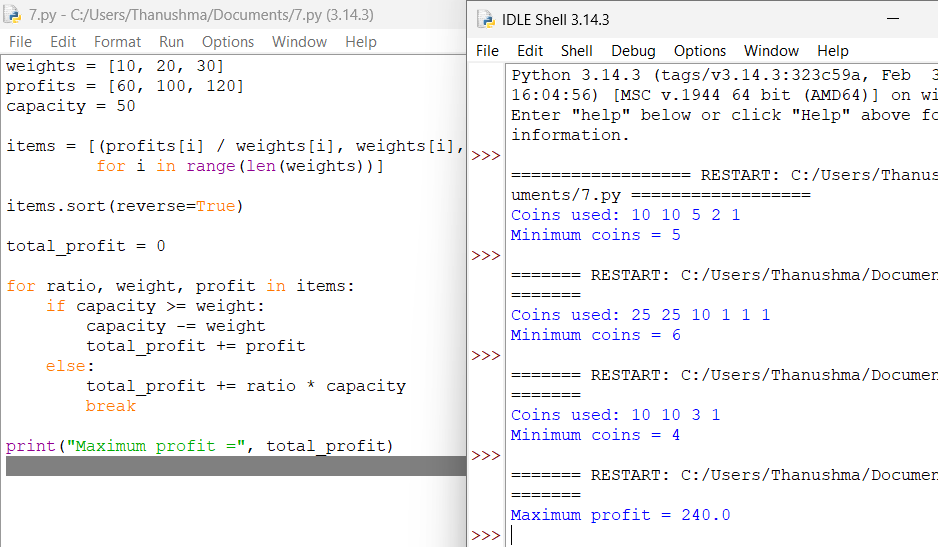 7.py - C:/Users/Thanushma/Documents/7.py (3.14.3)
File Edit Format Run Options Window Help
weights = [10, 20, 30]
profits = [60, 100, 120]
capacity = 50
items = [(profits[i] / weights[i], weights[i],
for i in range(len(weights))]
items.sort(reverse=True)
total_profit = 0
for ratio, weight, profit in items:
if capacity >= weight:
capacity -= weight
total_profit += profit
else:
total_profit += ratio * capacity
break
print("Maximum profit =", total_profit)
IDLE Shell 3.14.3
File Edit Shell Debug Options Window Help
Python 3.14.3 (tags/v3.14.3:323c59a, Feb 3
16:04:56) [MSC v.1944 64 bit (AMD64)] on wi
Enter "help" below or click "Help" above fo
information.
>>>
================== RESTART: C:/Users/Thanus
uments/7.py ==================
Coins used: 10 10 5 2 1
Minimum coins = 5
>>>
======= RESTART: C:/Users/Thanushma/Documen
=======
Coins used: 25 25 10 1 1 1
Minimum coins = 6
>>>
======= RESTART: C:/Users/Thanushma/Documen
=======
Coins used: 10 10 3 1
Minimum coins = 4
>>>
======= RESTART: C:/Users/Thanushma/Documen
=======
Maximum profit = 240.0
>>>